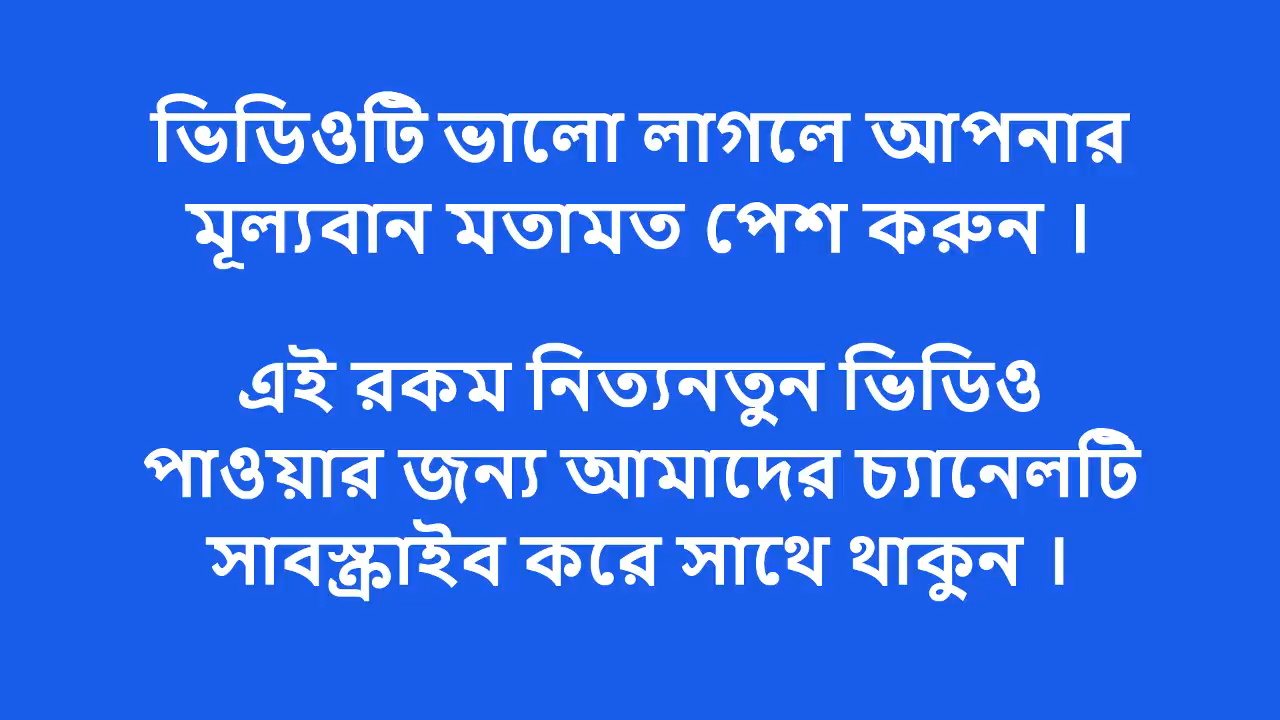 ভিডিওটি ভালো লাগলে আপনার
মূল্যবান মতামত পেশ করুন ।
এই রকম নিত্যনতুন ভিডিও
পাওয়ার জন্য আমাদের চ্যানেলটি
সাবস্ক্রাইব করে সাথে থাকুন ।